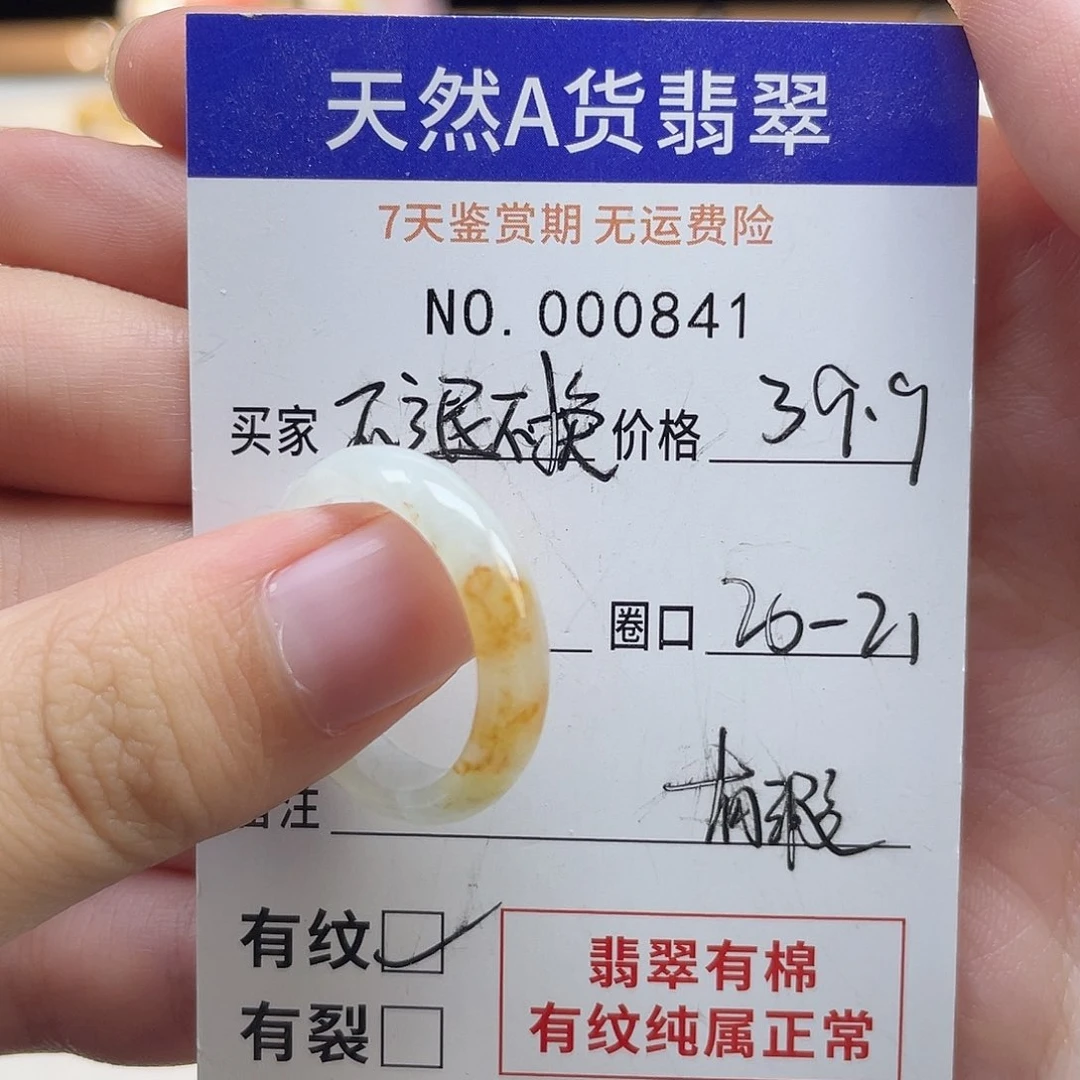 天然A货翡翠
7天鉴赏期 无运费险
NO. 000841
买家 不退不换 价格 39.9
圈口 20-21
备注 有瑕
有纹
有裂
翡翠有棉
有纹纯属正常